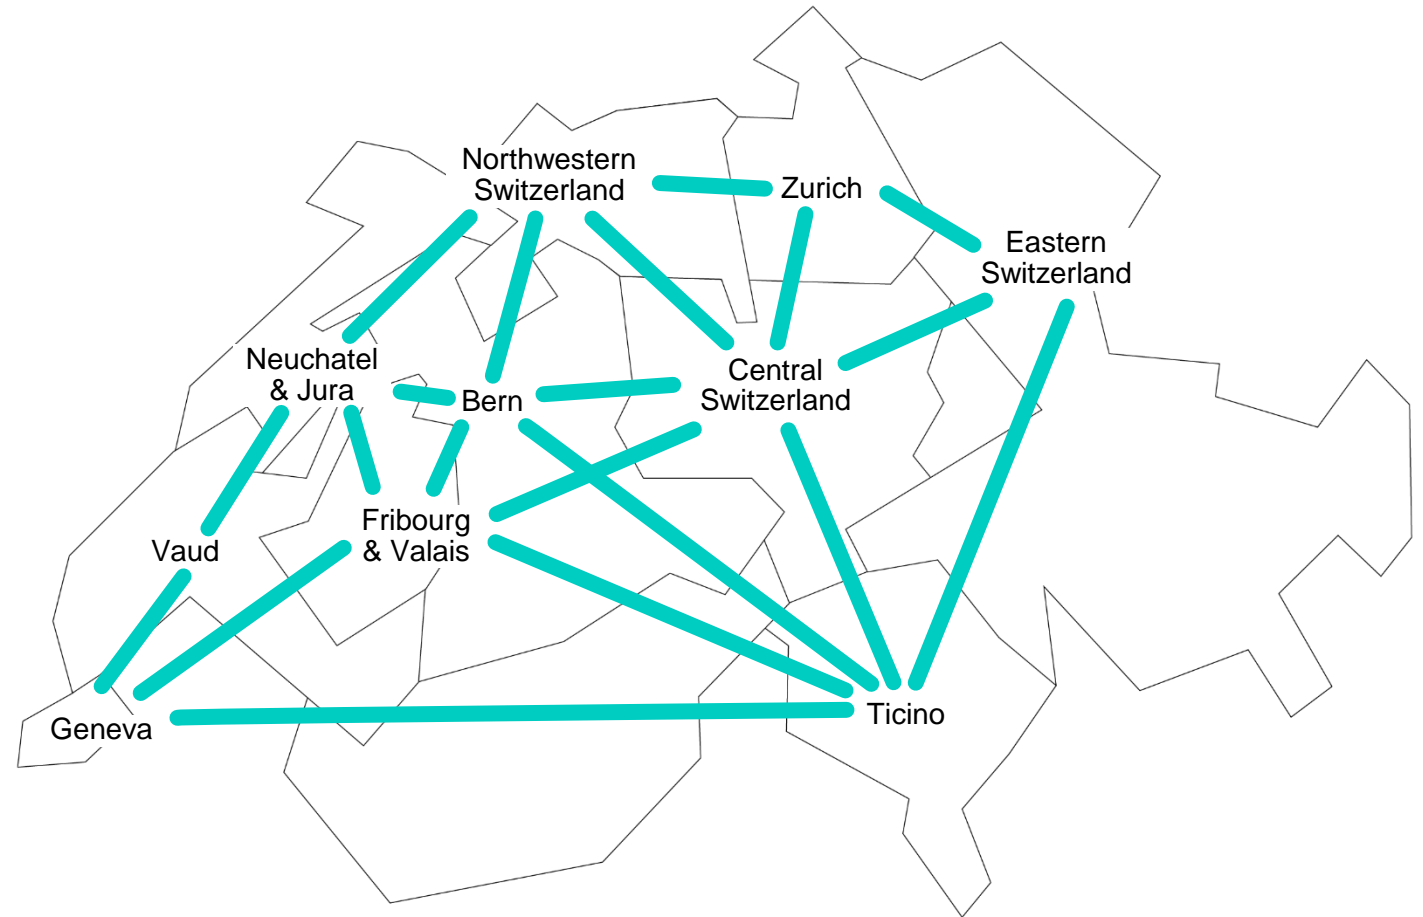 Northwestern
Switzerland
Zurich
Eastern
Switzerland
Neuchatel
& Jura
Bern
Central
Switzerland
Fribourg
& Valais
Vaud
Geneva
Ticino